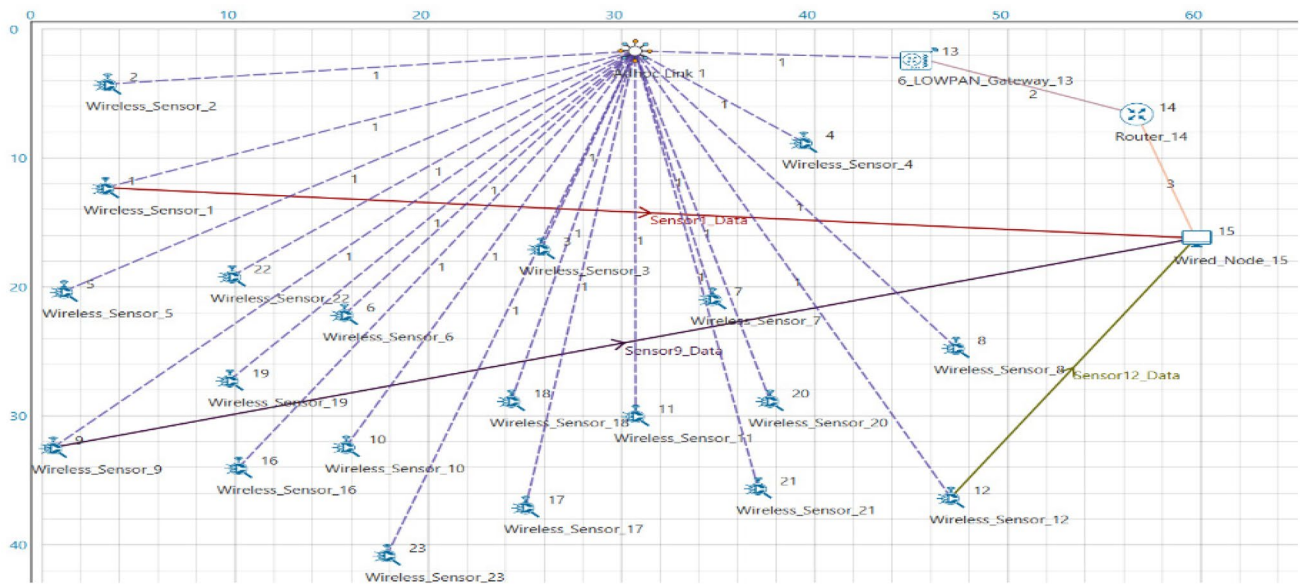 0 10 20 30 40 50 60
0
10
20
30
40
2
Wireless_Sensor_2
1
Adhoc_Link 1
1
13
6_LOWPAN_Gateway_13
2
14
Router_14
3
1
4
Wireless_Sensor_4
1
1
Wireless_Sensor_1
Sensor1_Data
15
Wired_Node_15
1
5
Wireless_Sensor_5
1
22
Wireless_Sensor_22
1
6
Wireless_Sensor_6
1
3
Wireless_Sensor_3
1
7
Wireless_Sensor_7
1
8
Wireless_Sensor_8
Sensor9_Data
Sensor12_Data
1
19
Wireless_Sensor_19
1
18
Wireless_Sensor_18
1
11
Wireless_Sensor_11
1
20
Wireless_Sensor_20
1
9
Wireless_Sensor_9
1
16
Wireless_Sensor_16
1
10
Wireless_Sensor_10
1
17
Wireless_Sensor_17
1
21
Wireless_Sensor_21
1
12
Wireless_Sensor_12
1
23
Wireless_Sensor_23